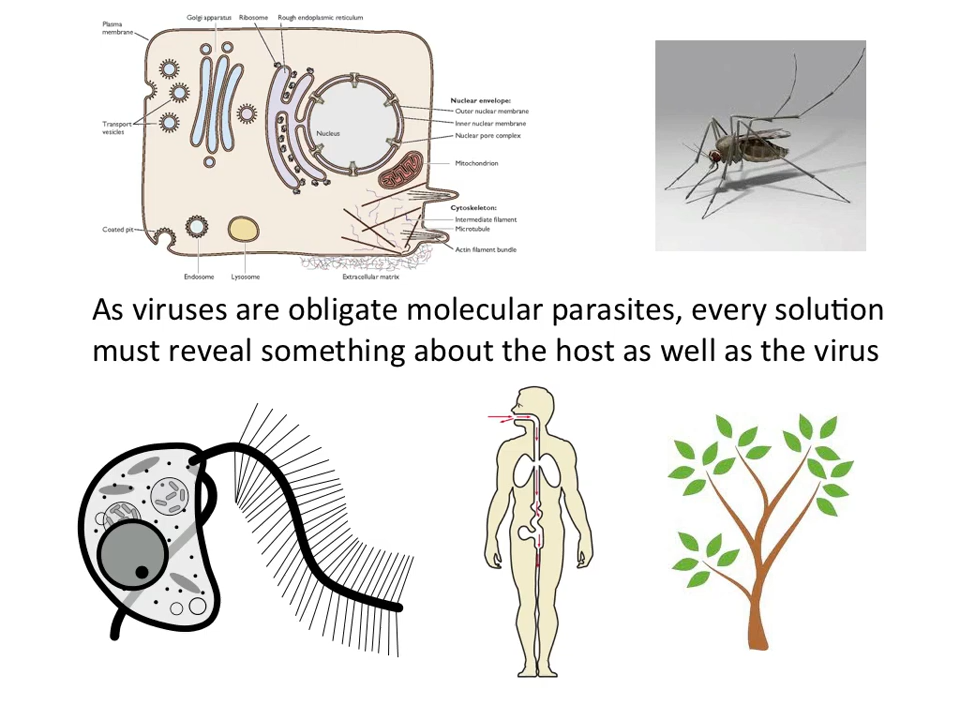 Golgi apparatus Ribosome Rough endoplasmic reticulum
Plasma
membrane
Nuclear envelope:
Outer nuclear membrane
Inner nuclear membrane
Nuclear pore complex
Transport
vesicles
Nucleus
Mitochondrion
Cytoskeleton:
Intermediate filament
Microtubule
Actin filament bundle
Coated pit
Endosome Lysosome Extracellular matrix
As viruses are obligate molecular parasites, every solution
must reveal something about the host as well as the virus